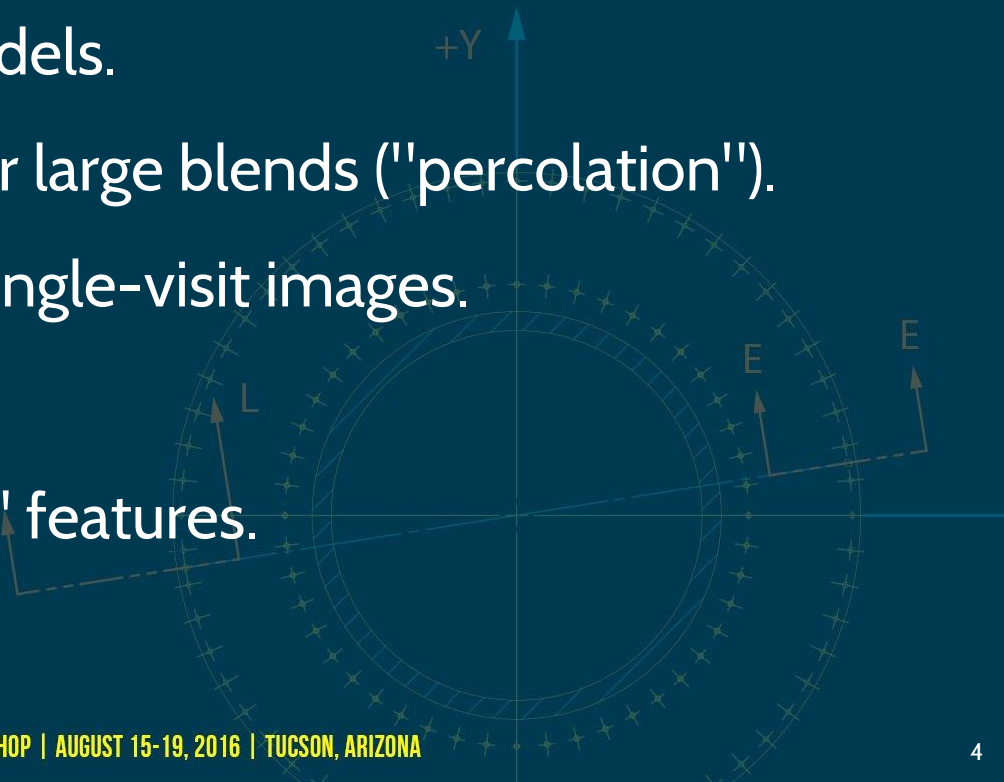 dels.
+Y
r large blends ("percolation").
ngle-visit images.
E
E
L
" features.
HOP | AUGUST 15-19, 2016 | TUCSON, ARIZONA
4